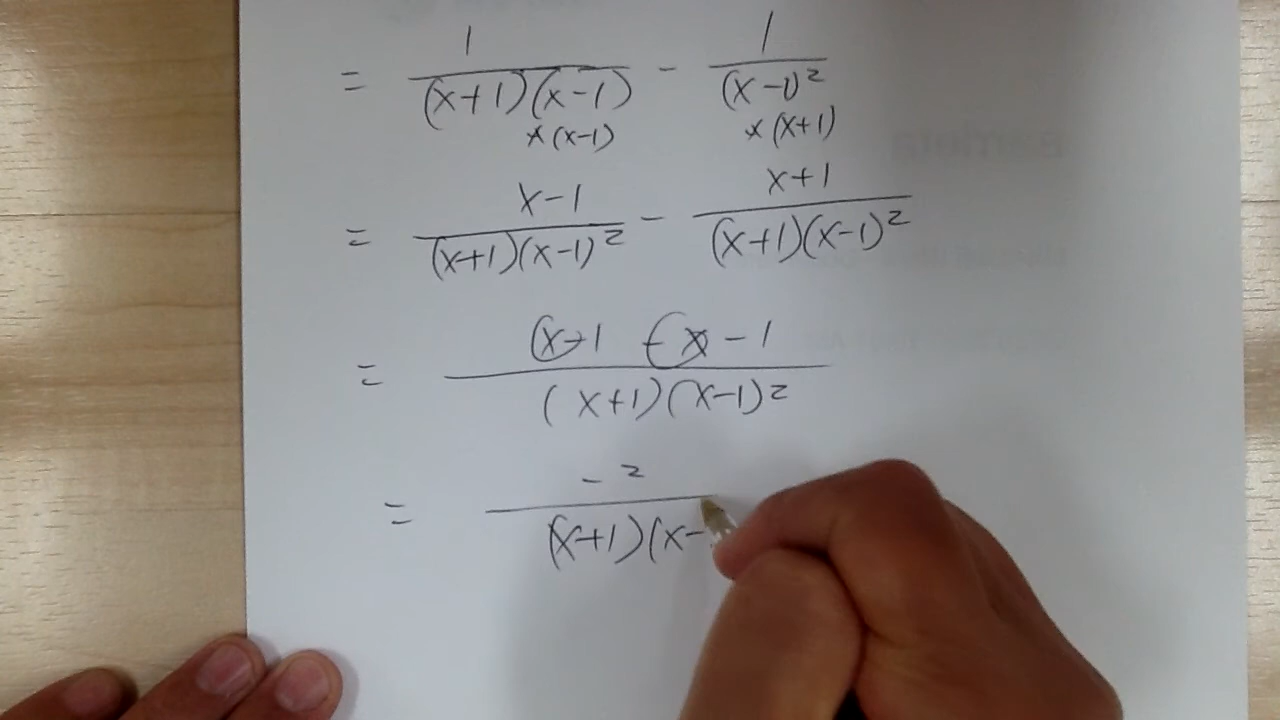 = 1/((x+1)(x-1)) - 1/(x-1)²
×(x-1) ×(x+1)
= (x-1)/((x+1)(x-1)²) - (x+1)/((x+1)(x-1)²)
= (x-1 -x-1)/((x+1)(x-1)²)
= -2/((x+1)(x-